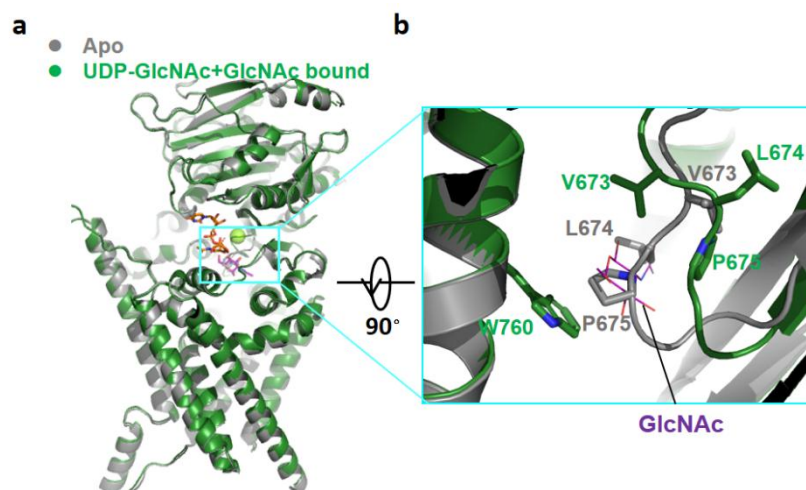 a
Apo
UDP-GlcNAc+GlcNAc bound
90°
b
L674
V673
V673
L674
P675
W760
P675
GlcNAc